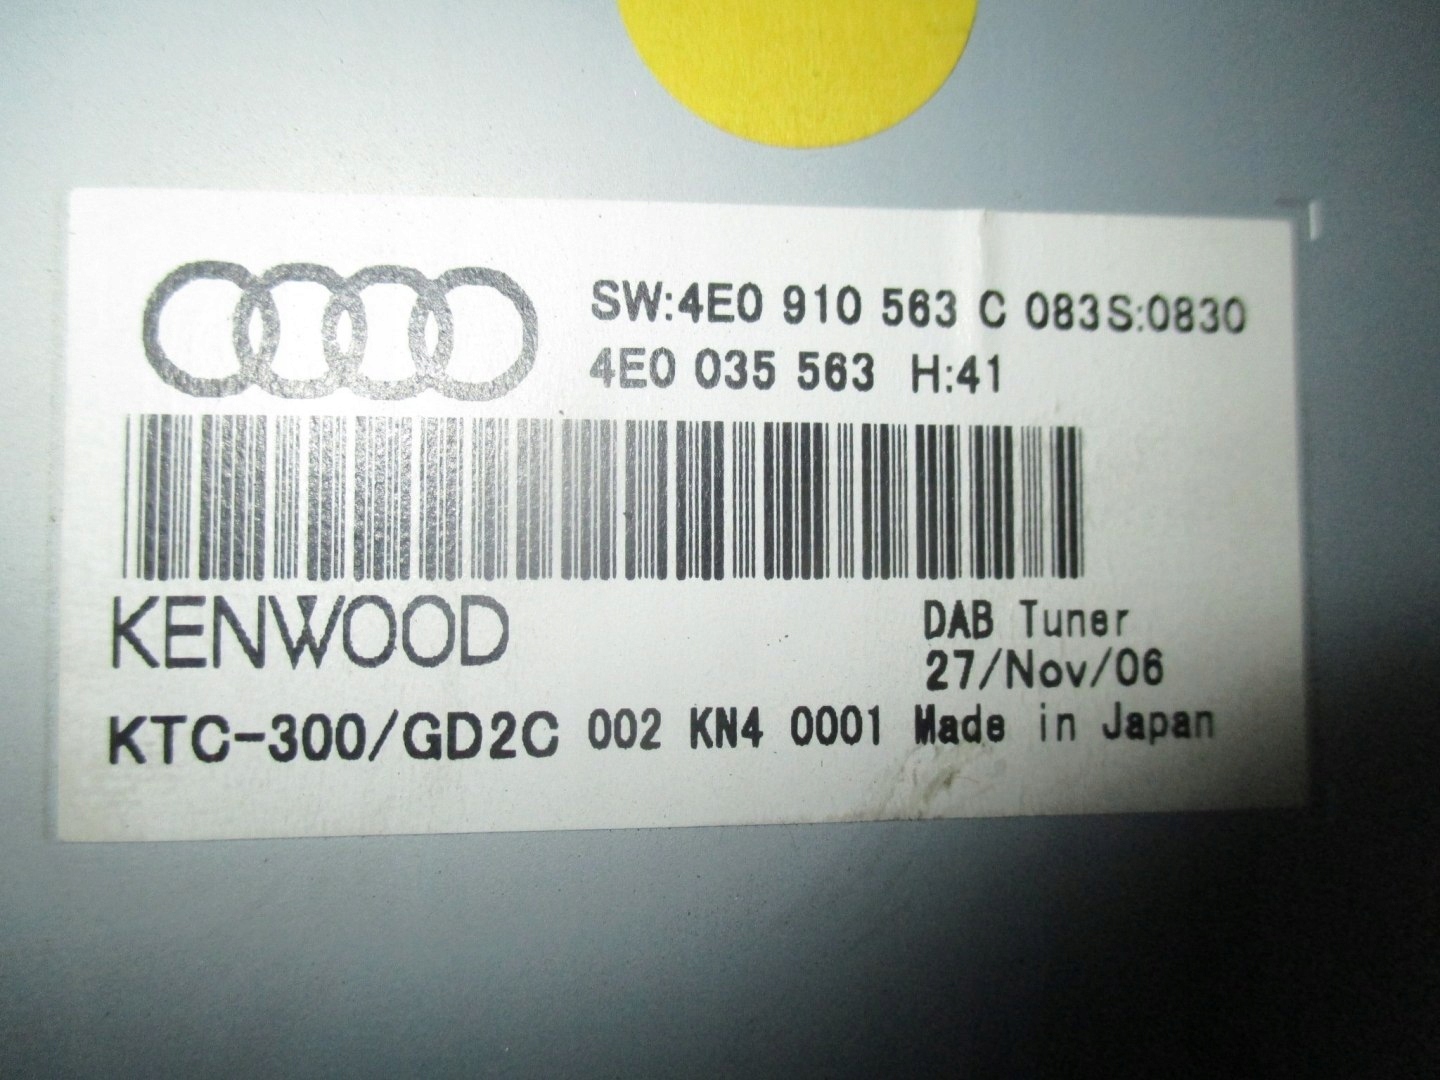 SW:4E0 910 563 C 083S:0830
4E0 035 563 H:41
KENWOOD
DAB Tuner
27/Nov/06
KTC-300/GD2C 002 KN4 0001 Made in Japan